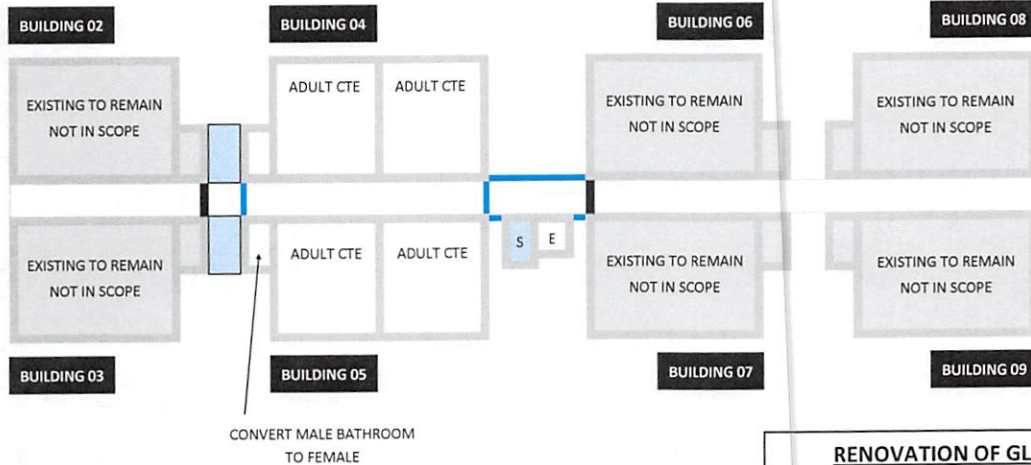 BUILDING 02
BUILDING 04
BUILDING 06
BUILDING 08
EXISTING TO REMAIN
NOT IN SCOPE
ADULT CTE
ADULT CTE
EXISTING TO REMAIN
NOT IN SCOPE
EXISTING TO REMAIN
NOT IN SCOPE
EXISTING TO REMAIN
NOT IN SCOPE
ADULT CTE
ADULT CTE
S
E
EXISTING TO REMAIN
NOT IN SCOPE
EXISTING TO REMAIN
NOT IN SCOPE
BUILDING 03
BUILDING 05
BUILDING 07
BUILDING 09
CONVERT MALE BATHROOM
TO FEMALE
RENOVATION OF GL